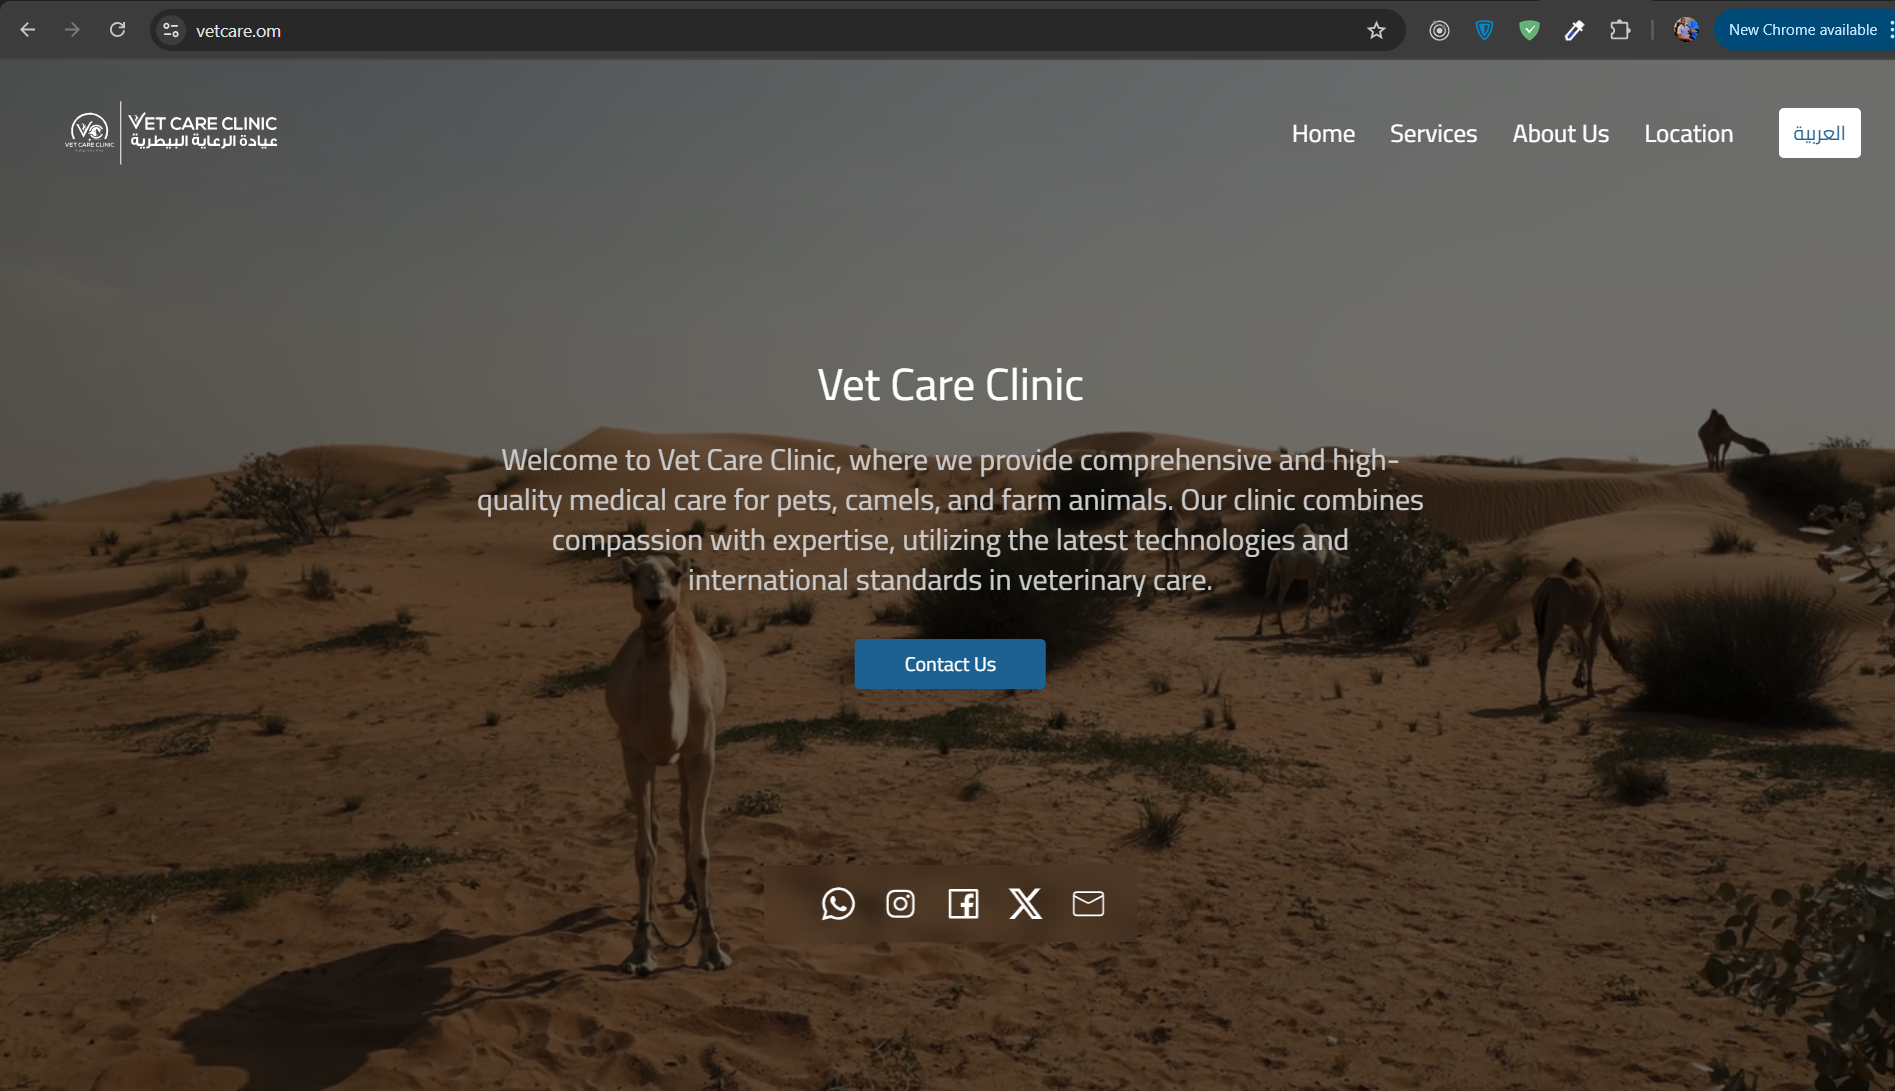 vetcare.om
New Chrome available
VET CARE CLINIC
VET CARE CLINIC
عيادة الرعاية البيطرية
Home
Services
About Us
Location
العربية
Vet Care Clinic
Welcome to Vet Care Clinic, where we provide comprehensive and high-
quality medical care for pets, camels, and farm animals. Our clinic combines
compassion with expertise, utilizing the latest technologies and
international standards in veterinary care.
Contact Us